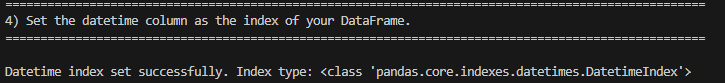 ====================================================================================================
4) Set the datetime column as the index of your DataFrame.
====================================================================================================
Datetime index set successfully. Index type: <class 'pandas.core.indexes.datetimes.DatetimeIndex'>